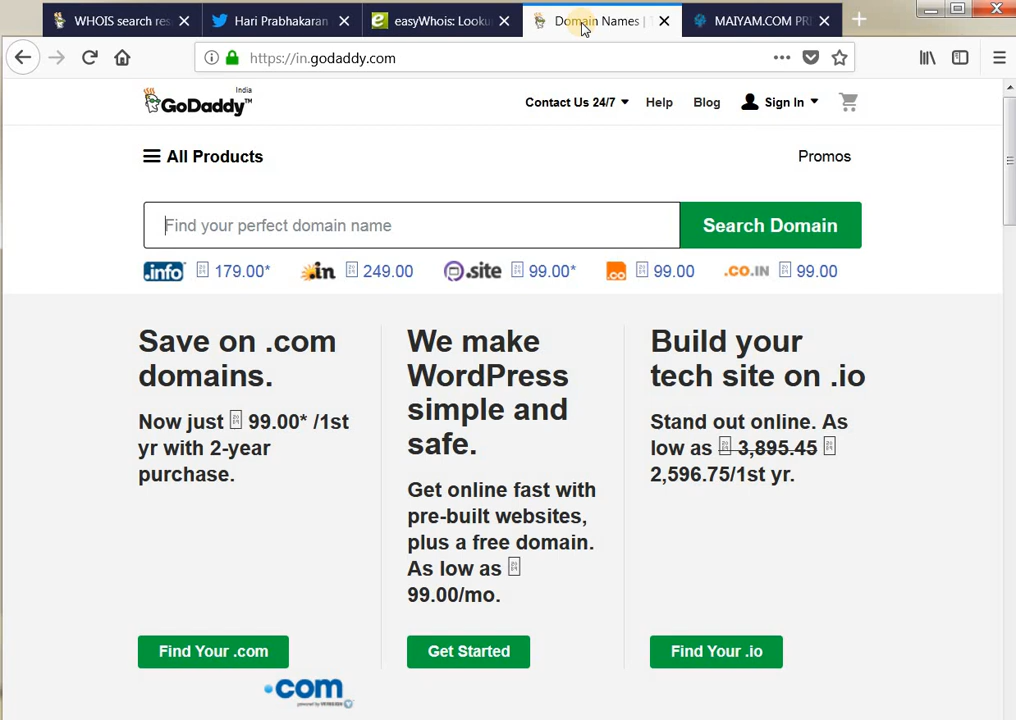 WHOIS search res
Hari Prabhakaran
easyWhois: Looku
Domain Names |
MAIYAM.COM PRI
https://in.godaddy.com
India
GoDaddy™
Contact Us 24/7
Help
Blog
Sign In
All Products
Promos
Find your perfect domain name
Search Domain
.info 179.00*
.in 249.00
.site 99.00*
99.00
.CO.IN 99.00
Save on .com
domains.
Now just 99.00* /1st
yr with 2-year
purchase.
Find Your .com
.com
We make
WordPress
simple and
safe.
Get online fast with
pre-built websites,
plus a free domain.
As low as
99.00/mo.
Get Started
Build your
tech site on .io
Stand out online. As
low as 3,895.45
2,596.75/1st yr.
Find Your .io